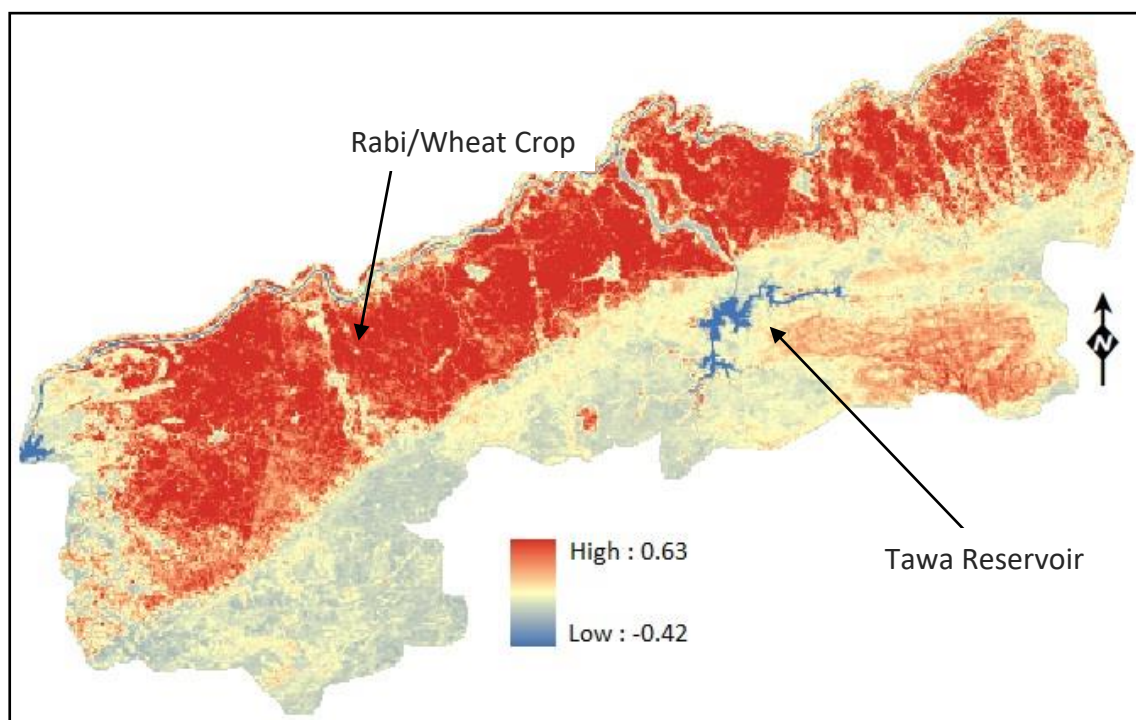 Rabi/Wheat Crop
N
High : 0.63
Tawa Reservoir
Low : -0.42